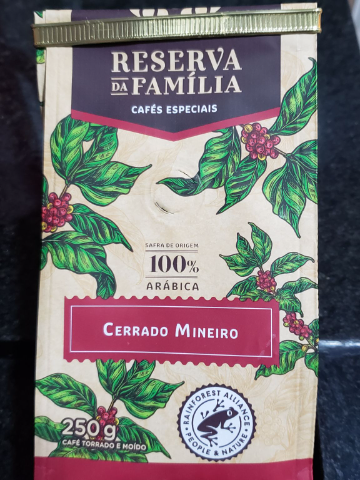 RESERVA
DA FAMÍLIA
CAFÉS ESPECIAIS
SAFRA DE ORIGEM
100%
ARÁBICA
CERRADO MINEIRO
250g
CAFÉ TORRADO E MOÍDO
RAINFOREST ALLIANCE
PEOPLE & NATURE